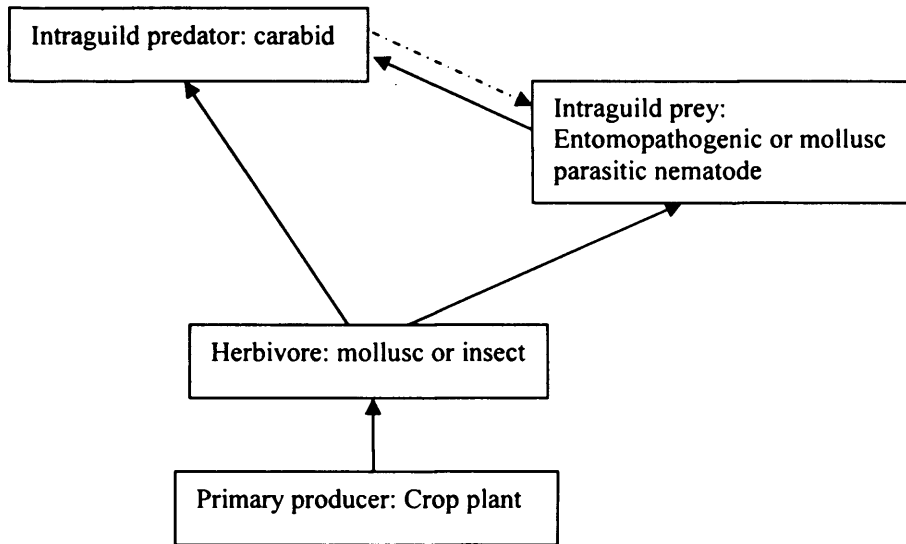 Intraguild predator: carabid
Intraguild prey:
Entomopathogenic or mollusc
parasitic nematode
Herbivore: mollusc or insect
Primary producer: Crop plant